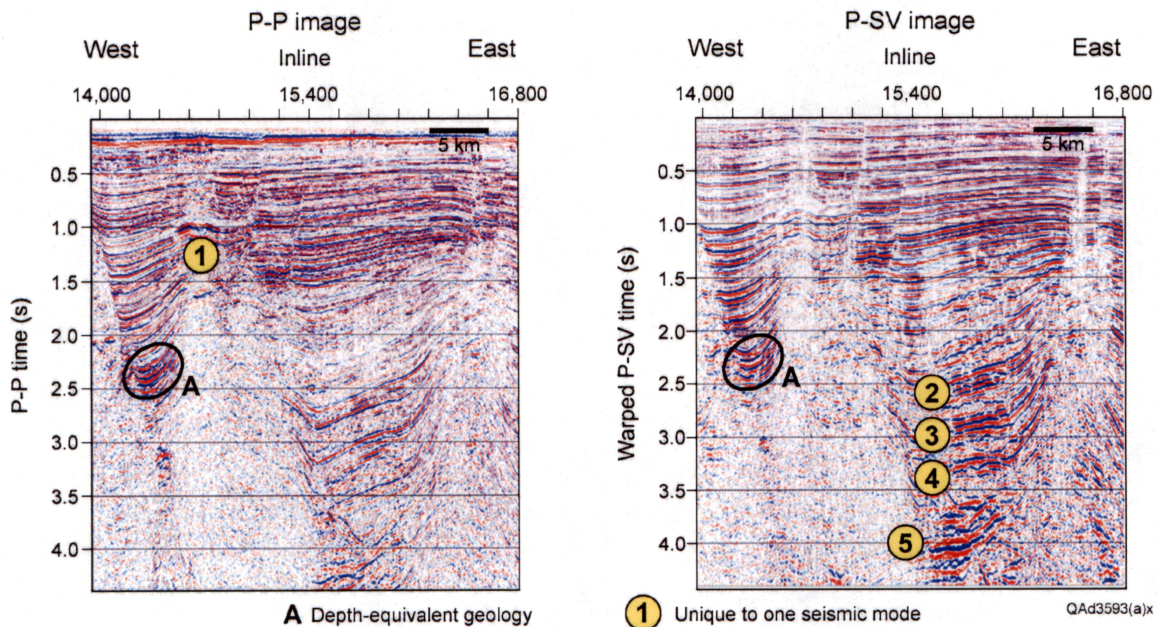 P-P image
West
East
Inline
14,000 15,400 16,800
5 km
0.5
1.0
1
1.5
2.0
2.5
A
3.0
3.5
4.0
P-P time (s)
P-SV image
West
East
Inline
14,000 15,400 16,800
5 km
0.5
1.0
1.5
2.0
2.5
A
2
3.0
3
4
3.5
5
4.0
Warped P-SV time (s)
A Depth-equivalent geology
1 Unique to one seismic mode
QAd3593(a)x